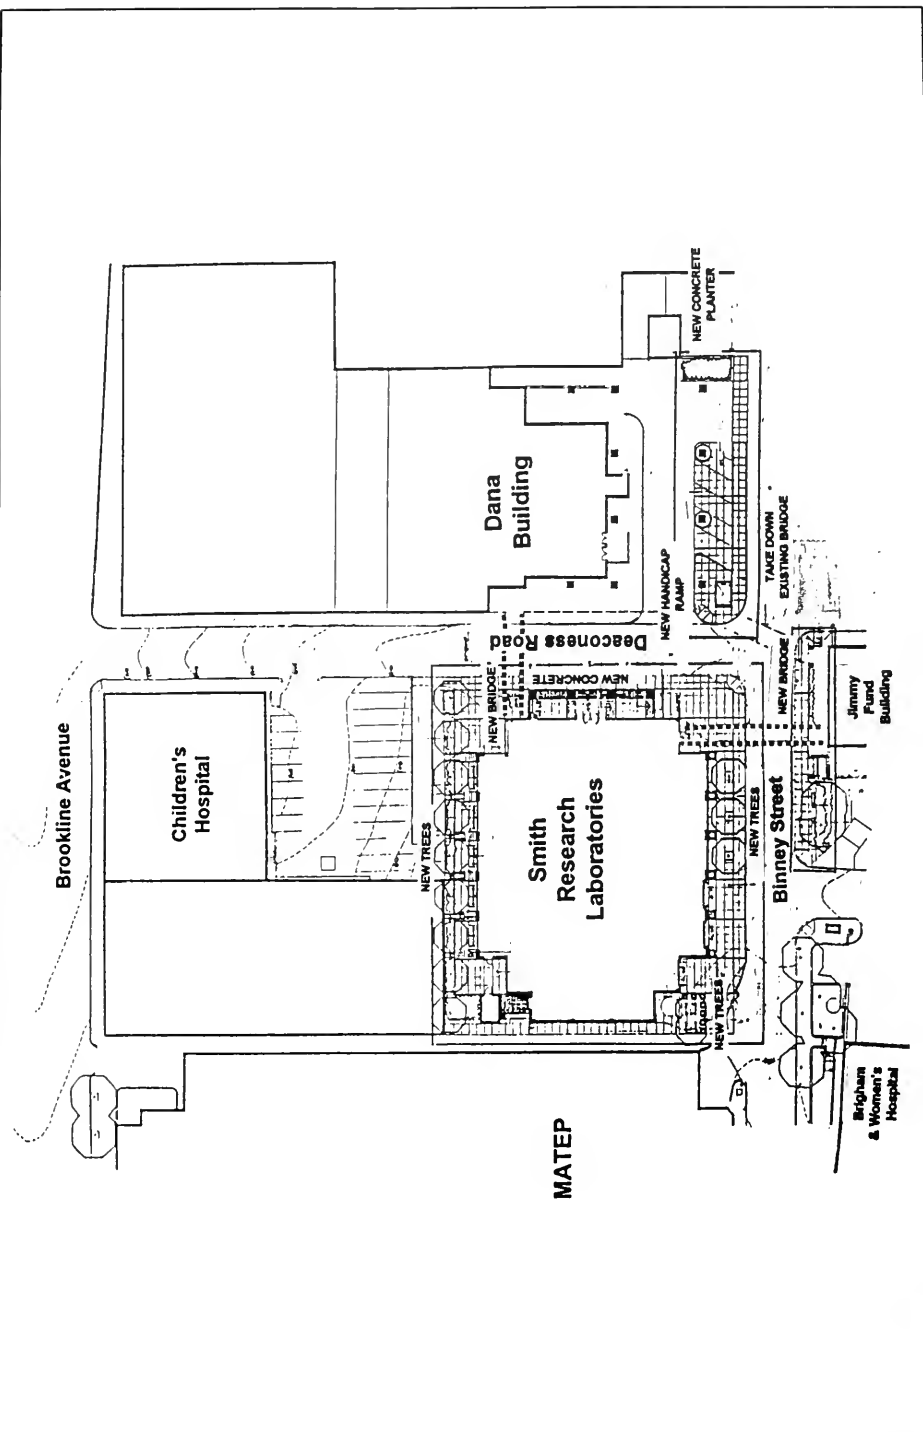 Brookline Avenue
Children's
Hospital
Dana
Building
NEW CONCRETE
PLANTER
NEW HANDICAP
RAMP
TAKE DOWN
EXISTING BRIDGE
Deaconess Road
NEW BRIDGE
NEW CONCRETE
NEW TREES
Smith
Research
Laboratories
NEW BRIDGE
NEW TREES
Binney Street
Jimmy
Fund
Building
NEW TREES
MATEP
Brigham
& Women's
Hospital